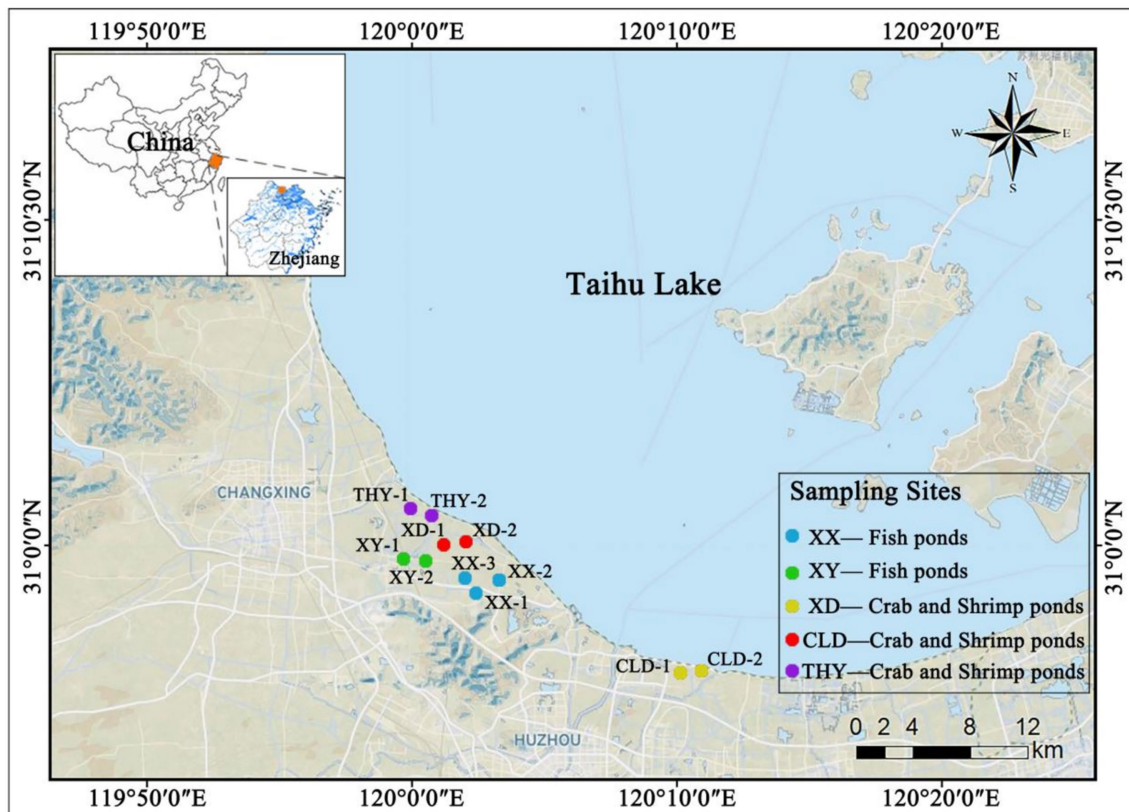 119°50′0″E 120°0′0″E 120°10′0″E 120°20′0″E
China
Zhejiang
N
W E
S
31°10′30″N 31°10′30″N
Taihu Lake
CHANGXING
THY-1 THY-2
XD-1 XD-2
XY-1
XX-3 XX-2
XY-2
XX-1
31°0′0″N 31°0′0″N
CLD-1 CLD-2
HUZHOU
Sampling Sites
XX— Fish ponds
XY— Fish ponds
XD— Crab and Shrimp ponds
CLD—Crab and Shrimp ponds
THY—Crab and Shrimp ponds
0 2 4 8 12
km
119°50′0″E 120°0′0″E 120°10′0″E 120°20′0″E